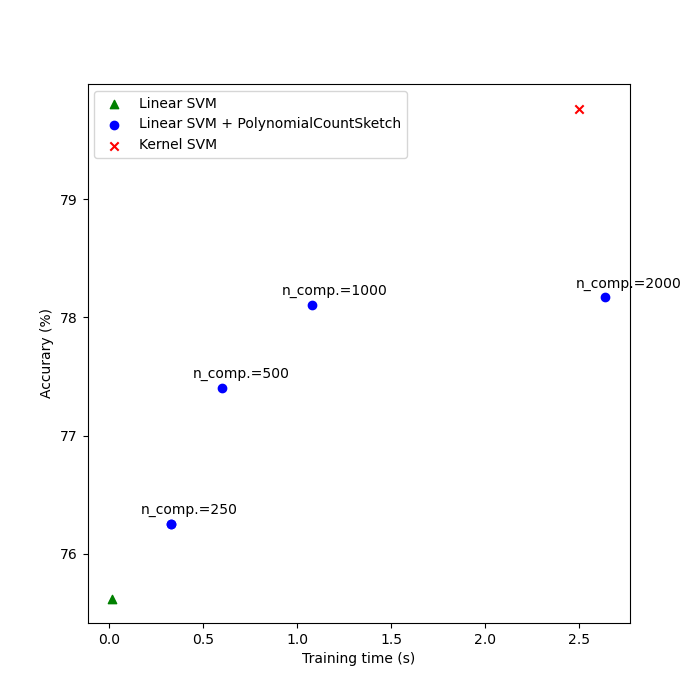 Linear SVM
Linear SVM + PolynomialCountSketch
Kernel SVM
79
78
77
76
Accurary (%)
n_comp.=2000
n_comp.=1000
n_comp.=500
n_comp.=250
0.0 0.5 1.0 1.5 2.0 2.5
Training time (s)